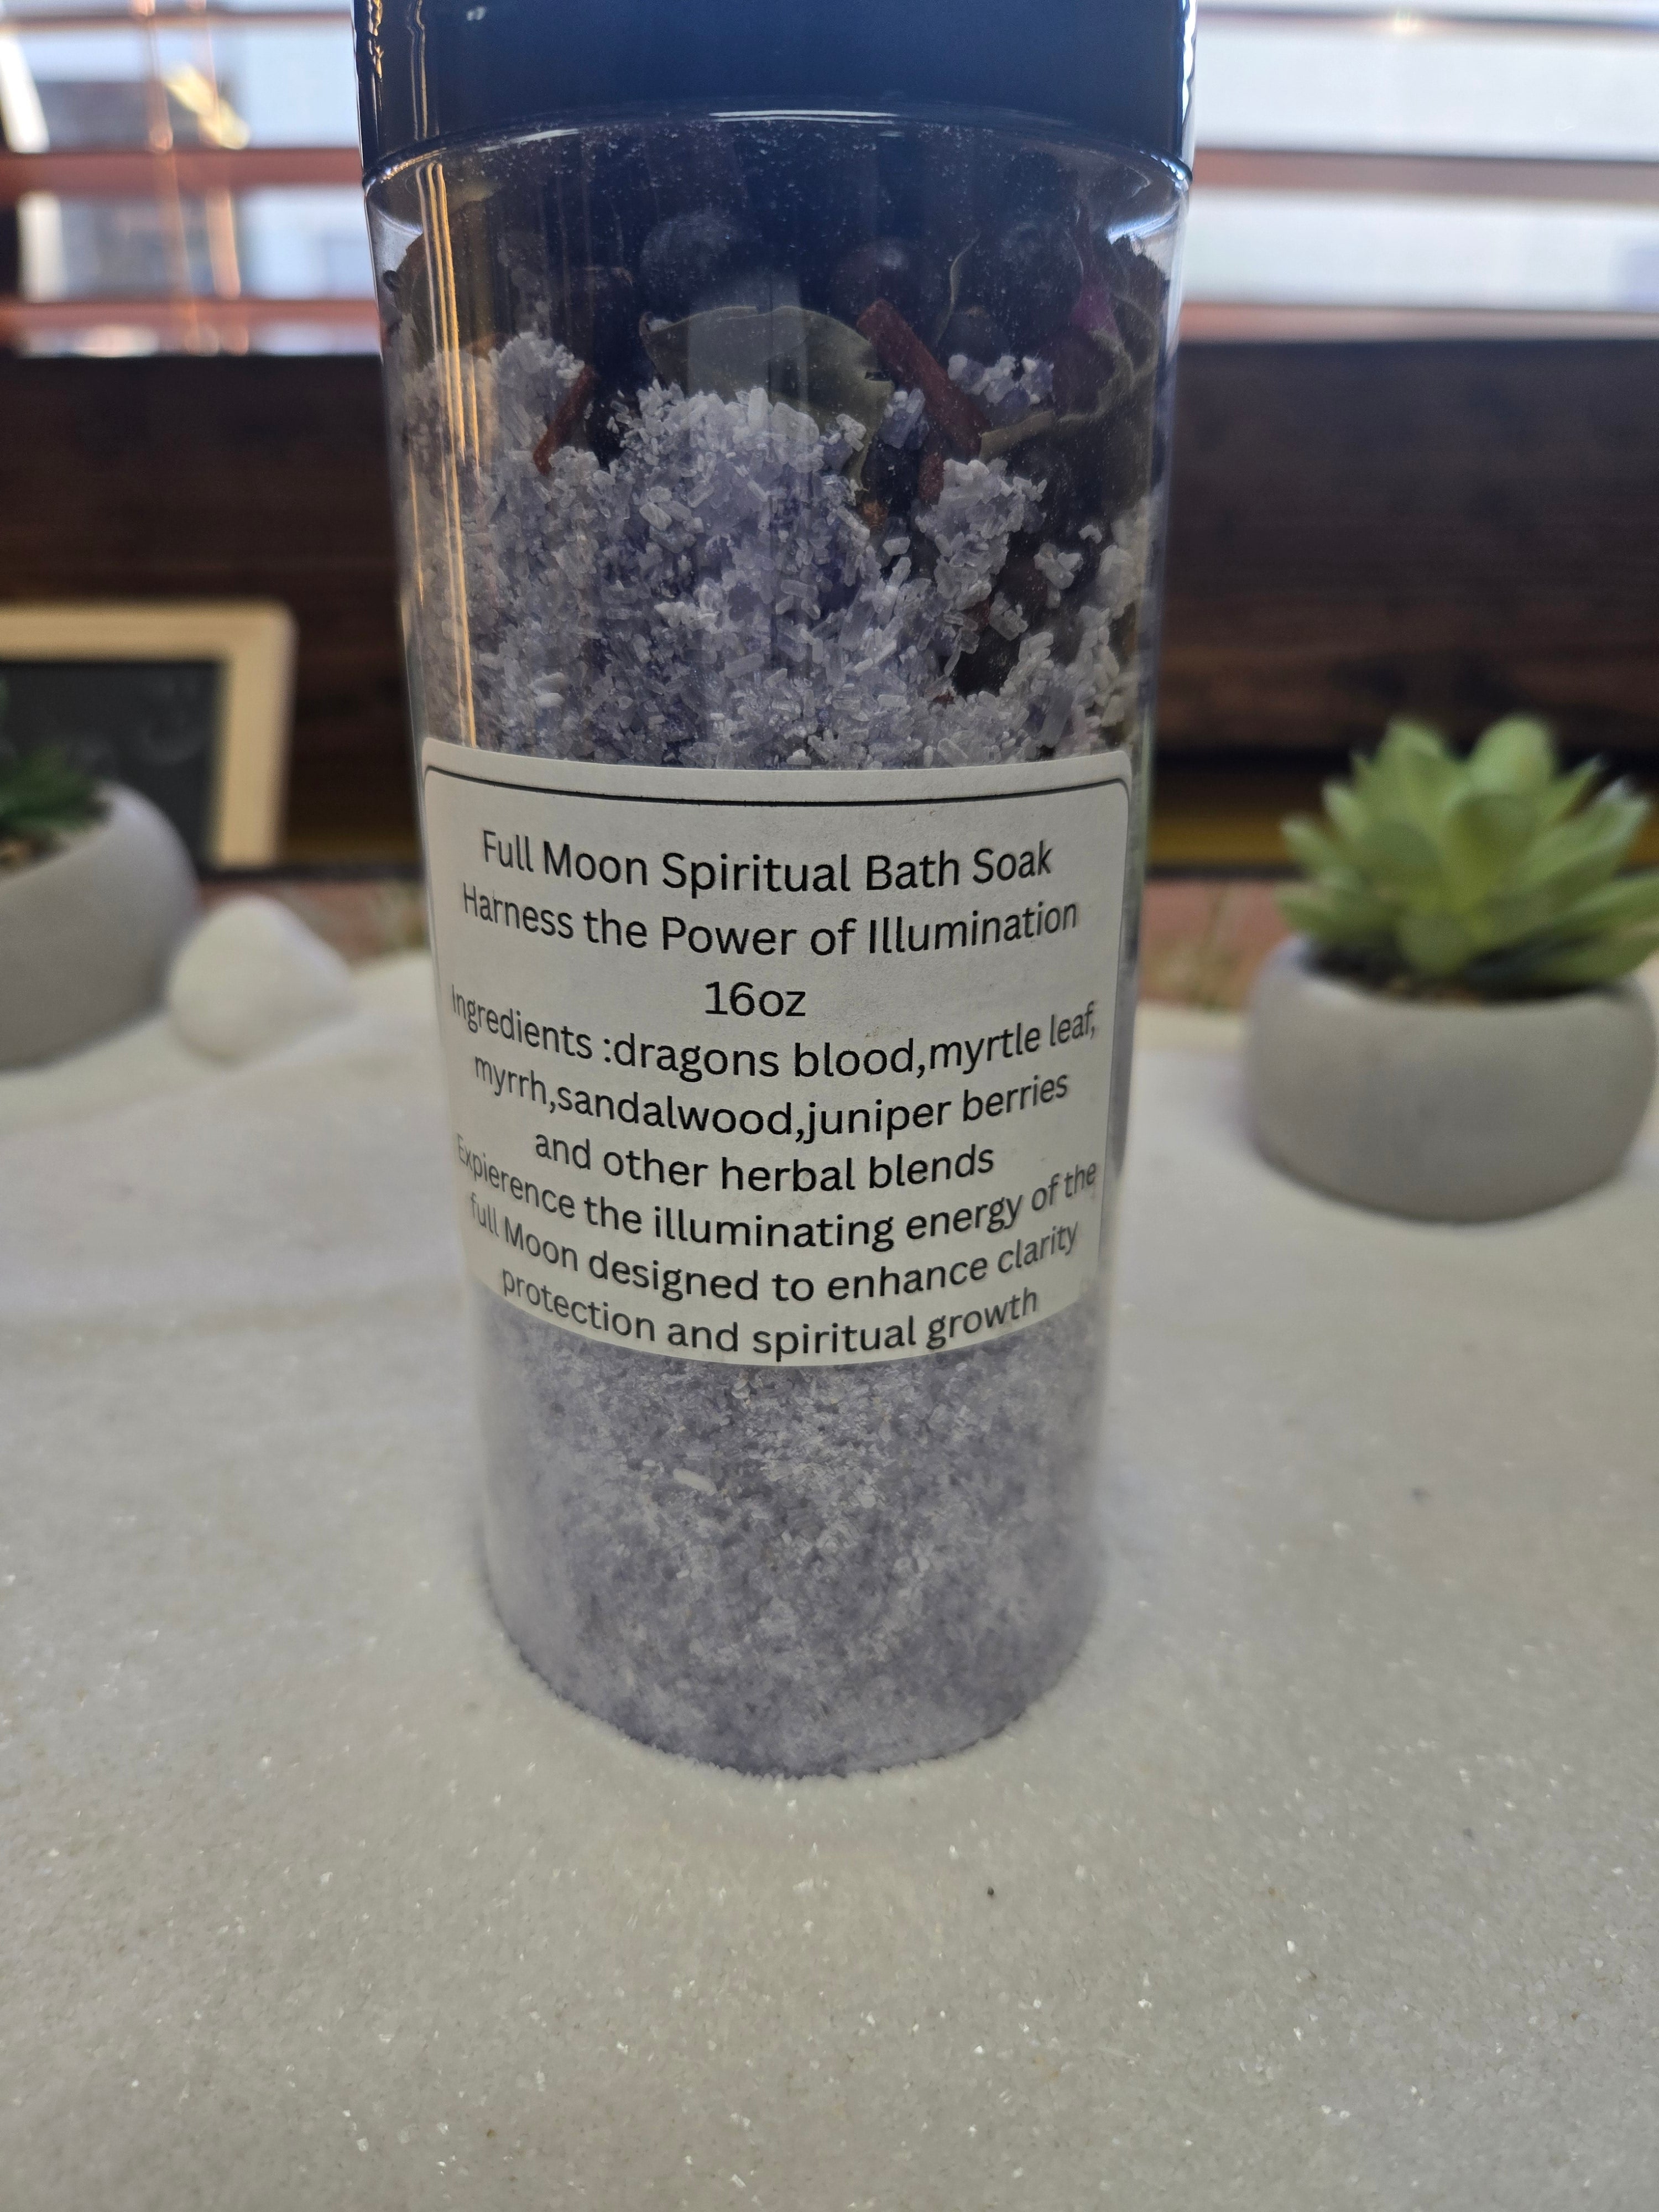 Full Moon Spiritual Bath Soak
Harness the Power of Illumination
16oz
Ingredients :dragons blood,myrtle leaf,
myrrh,sandalwood,juniper berries
and other herbal blends
Expierence the illuminating energy of the
full Moon designed to enhance clarity
protection and spiritual growth